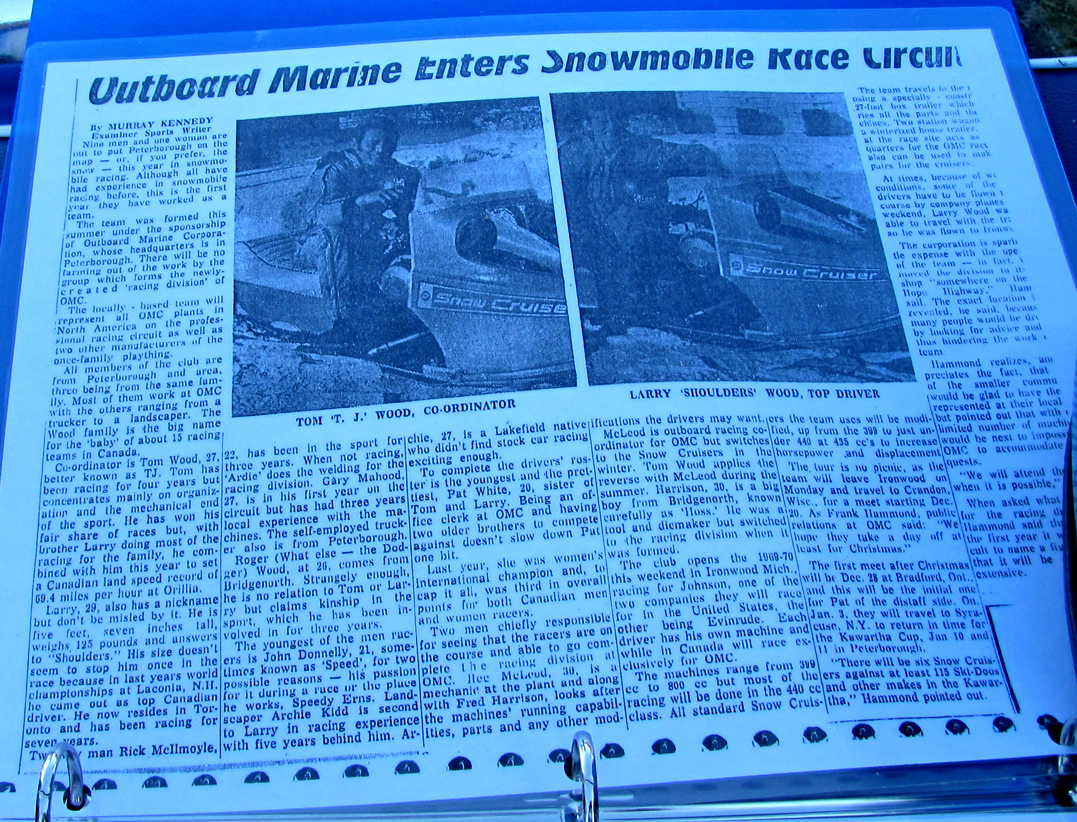 Outboard Marine Enters Snowmobile Race Circuit
By MURRAY KENNEDY
Examiner Sports Writer
Nine men and one woman are
out to put Peterborough on the
map — or, if you prefer, he
snow — this year in snowmo-
bile racing. Although all have
had experience in snowmobile
racing before, this is the first
year they have worked as a
team.
The team was formed this
summer under the sponsorship
of Outboard Marine Corpora-
tion, whose headquarters is in
Peterborough. There will be no
farming out of the work by the
group which forms the newly-
created 'racing division' of
OMC.
The locally - based team will
represent all OMC plants in
North America on the profes-
sional racing circuit as well as
two other manufacturers of the
once-family plaything.
All members of the club are
from Peterborough and area,
three being from the same fam-
ily. Most of them work at OMC
with the others ranging from a
trucker to a landscaper. The
Wood family is the big name
for the 'baby' of about 15 racing
teams in Canada.
Co-ordinator is Tom Wood, 27,
better known as TJ. Tom has
been racing for four years but
concentrates mainly on organiz-
ation and the mechanical end
of the sport. He has won his
fair share of races but, with
brother Larry doing most of the
racing for the family, he com-
bined with him this year to set
a Canadian land speed record of
69.4 miles per hour at Orillia.
Larry, 29, also has a nickname
but don't be misled by it. He is
five feet, seven inches tall,
weighs 125 pounds and answers
to "Shoulders." His size doesn't
seem to stop him once in the
race because in last years world
championships at Laconia, N.H.
he came out as top Canadian
driver. He now resides in Tor-
onto and has been racing for
seven years.
man Rick McIlmoyle,
Snow Cruiser
Snow Cruiser
TOM 'T. J.' WOOD, CO-ORDINATOR
LARRY 'SHOULDERS' WOOD, TOP DRIVER
22, has been in the sport for
three years. When not racing,
'Ardie' does the welding for the
racing division. Gary Mahood,
27, is in his first year on the
circuit but has had three years
local experience with the ma-
chines. The self-employed truck-
er also is from Peterborough.
Roger (What else — the Dod-
ger) Wood, at 26, comes from
Bridgenorth. Strangely enough,
he is no relation to Tom or Lar-
ry but claims kinship in the
sport, which he has been in-
volved in for three years.
The youngest of the men rac-
ers is John Donnelly, 21, some-
times known as 'Speed', for two
possible reasons — his passion
for it during a race or the place
he works, Speedy Erns. Land-
scaper Archie Kidd is second
to Larry in racing experience
with five years behind him. Ar-
chie, 27, is a Lakefield native
who didn't find stock car racing
exciting enough.
To complete the drivers' ros-
ter is the youngest and the pret-
tiest, Pat White, 20, sister of
Tom and Larry. Being an of-
fice clerk at OMC and having
two older brothers to compete
against doesn't slow down Pat
one bit.
Last year, she was women's
international champion and, to
cap it all, was third in overall
points for both Canadian men
and women racers.
Two men chiefly responsible
for seeing that the racers are on
the course and able to go com-
plete the racing division at
OMC. McLeod, 30, is a
mechanic at the plant and along
with Fred Harrison, looks after
the machines' running capabil-
ities, parts and any other mod-
ifications the drivers may want.
McLeod is outboard racing co-
ordinator for OMC but switches
to the Snow Cruisers in the
winter. Tom Wood applies the
reverse with McLeod during the
summer. Harrison, 30, is a big
boy from Bridgenorth, known
carefully as 'Hoss.' He was a
tool and diemaker but switched
to the racing division when it
was formed.
The club opens the 1969-70
this weekend in Ironwood Mich.,
racing for Johnson, one of the
two companies they will race
for in the United States, the
other being Evinrude. Each
driver has his own machine and
while in Canada will race ex-
clusively for OMC.
The machines range from 399
cc to 800 cc but most of the
racing will be done in the 440 cc
class. All standard Snow Cruis-
ers the team uses will be modi-
fied, up from the 399 to just un-
der 440 at 435 cc's to increase
horsepower and displacement.
The tour is no picnic, as the
team will leave Ironwood on
Monday and travel to Crandon,
Wisc., for a meet starting Dec.
20. As Frank Hammond, public
relations at OMC said: "We
hope they take a day off at
least for Christmas."
The first meet after Christmas
will be Dec. 28 at Bradford, Ont.,
and this will be the initial one
for Pat of the distaff side. On
Jan. 3, they will travel to Syra-
cuse, N.Y. to return in time for
the Kawartha Cup, Jan 10 and
11 in Peterborough.
"There will be six Snow Cruis-
ers against at least 115 Ski-Doos
and other makes in the Kawar-
tha," Hammond pointed out.
The team travels to the
using a specially -
27-foot box trailer which
ries all the parts and
chines. Two station
a winterized house trailer.
at the race site acts as
quarters for the OMC
also can be used to
pairs for the cruisers.
At times, because of
conditions, some of the
drivers have to be flown
course by company planes
weekend, Larry Wood
able to travel with the
so he was flown to
The corporation is
the expense with the
of the team — in fact,
moved the division to
shop "somewhere on the
Hope Highway,"
said. The exact location
revealed, he said,
many people would be
by looking for advice and
thus hindering the work
team
Hammond realizes,
preciates the fact, that
of the smaller
would be glad to have the
represented at their local
but pointed out that with
limited number of
would be next to
OMC to accommodate
quests.
"We will attend
when it is possible,"
When asked what
for the racing
Hammond said
the first year it
cult to name a
that it will be
expensive.